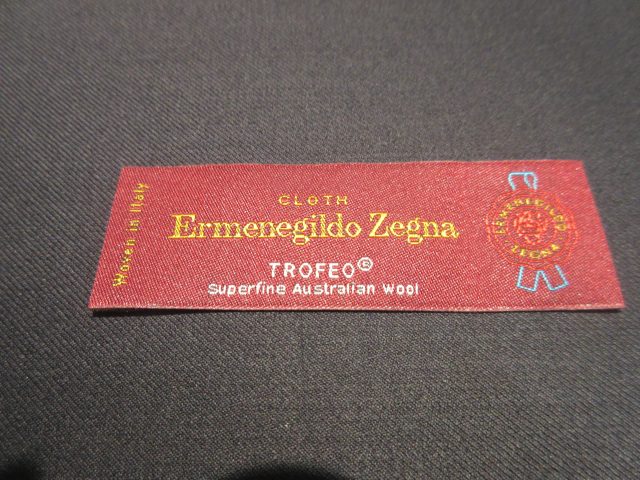 Woven in Italy
CLOTH
Ermenegildo Zegna
TROFEO®
Superfine Australian Wool
ERMENEGILDO
ZEGNA